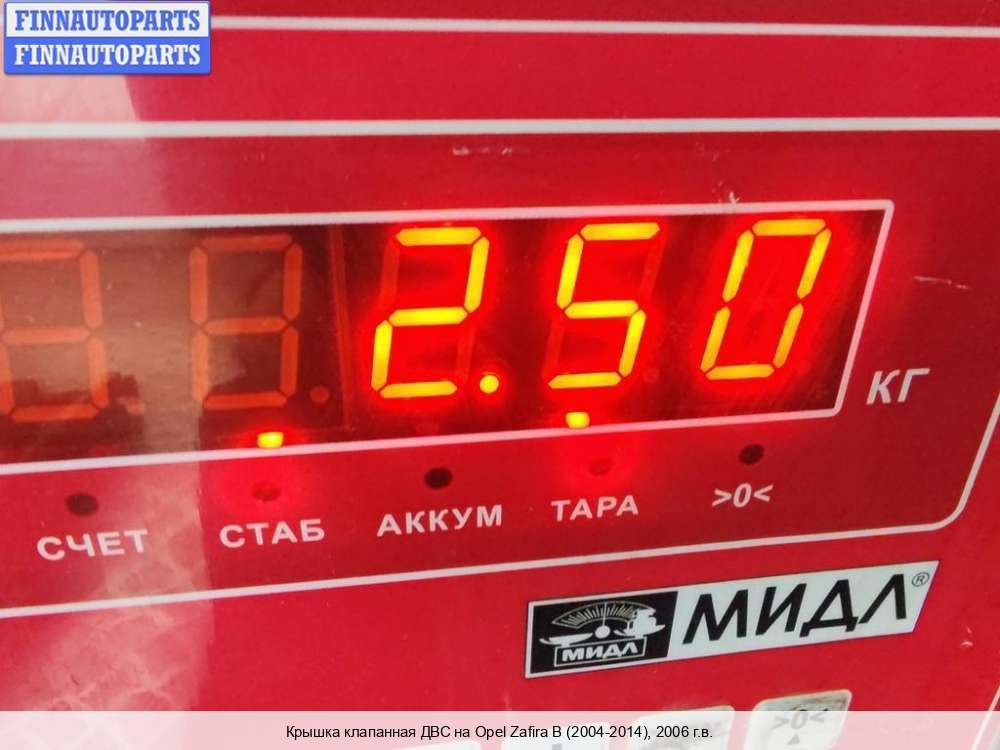 FINNAUTOPARTS
FINNAUTOPARTS
2.50
КГ
СЧЕТ СТАБ АККУМ ТАРА >0<
МИДЛ МИДЛ®
>0<
Крышка клапанная ДВС на Opel Zafira B (2004-2014), 2006 г.в.